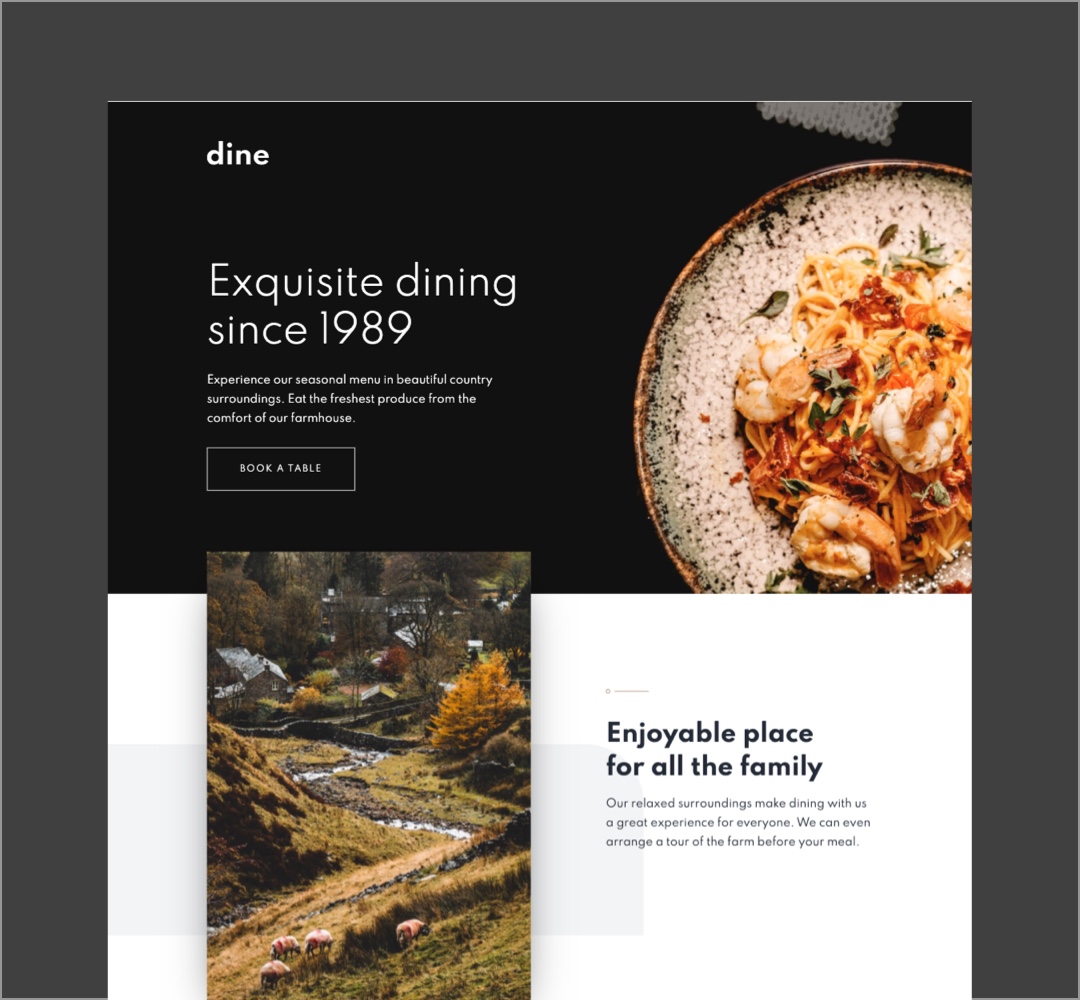 dine
Exquisite dining
since 1989
Experience our seasonal menu in beautiful country
surroundings. Eat the freshest produce from the
comfort of our farmhouse.
BOOK A TABLE
Enjoyable place
for all the family
Our relaxed surroundings make dining with us
a great experience for everyone. We can even
arrange a tour of the farm before your meal.